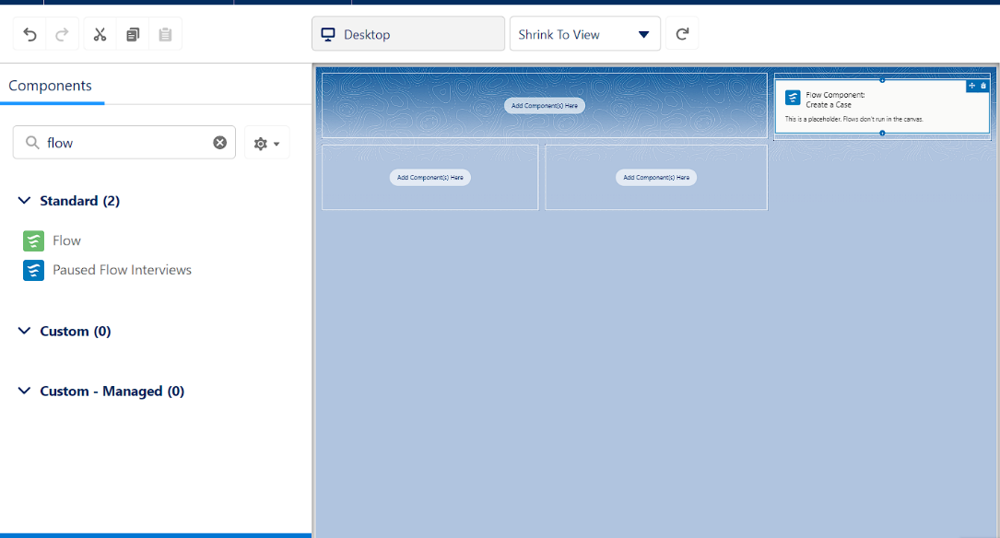 Desktop
Shrink To View
Components
flow
Standard (2)
Flow
Paused Flow Interviews
Custom (0)
Custom - Managed (0)
Add Component(s) Here
Flow Component:
Create a Case
This is a placeholder. Flows don't run in the canvas.
Add Component(s) Here
Add Component(s) Here